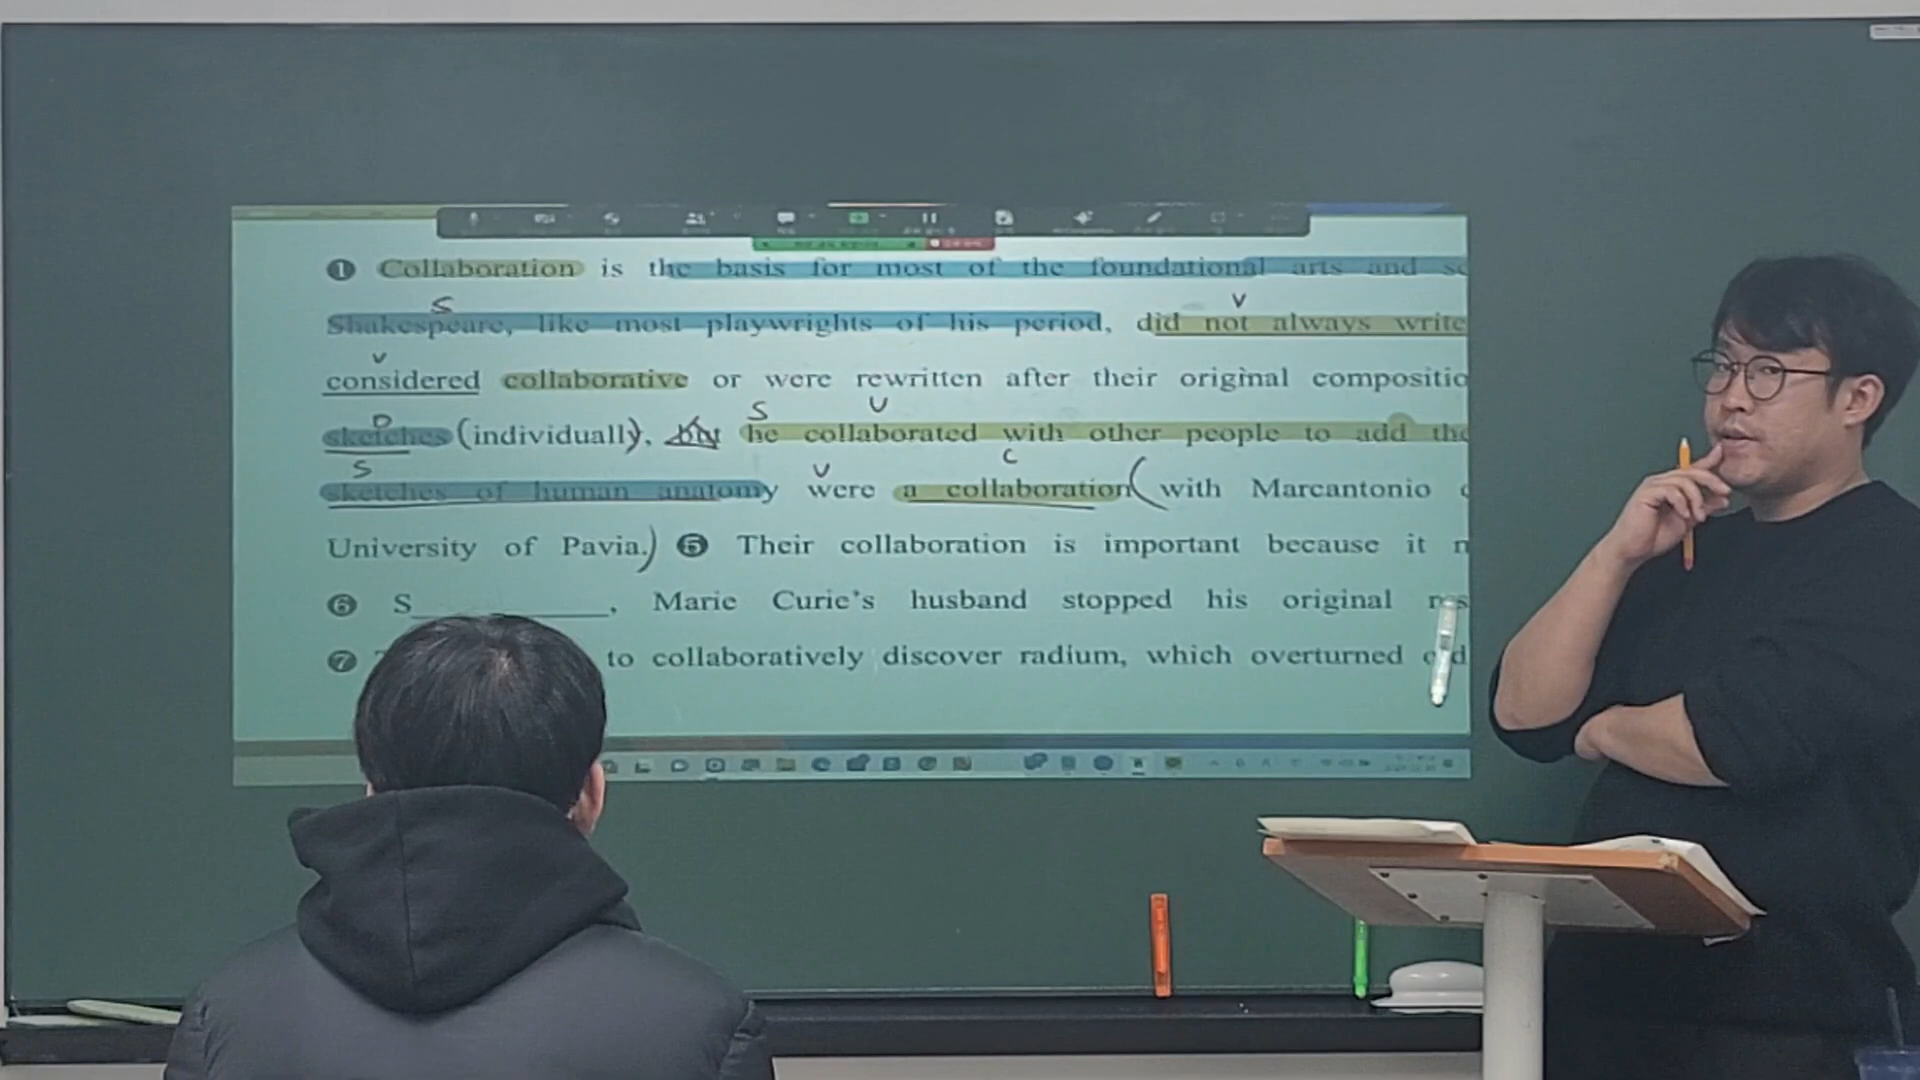 ❶ Collaboration is the basis for most of the foundational arts and sc
S V
Shakespeare, like most playwrights of his period, did not always write
V
considered collaborative or were rewritten after their original compositio
O S V
sketches (individually), but he collaborated with other people to add the
S V C
sketches of human anatomy were a collaboration (with Marcantonio
University of Pavia.) ❺ Their collaboration is important because it
❻ S__________, Marie Curie's husband stopped his original
❼ to collaboratively discover radium, which overturned